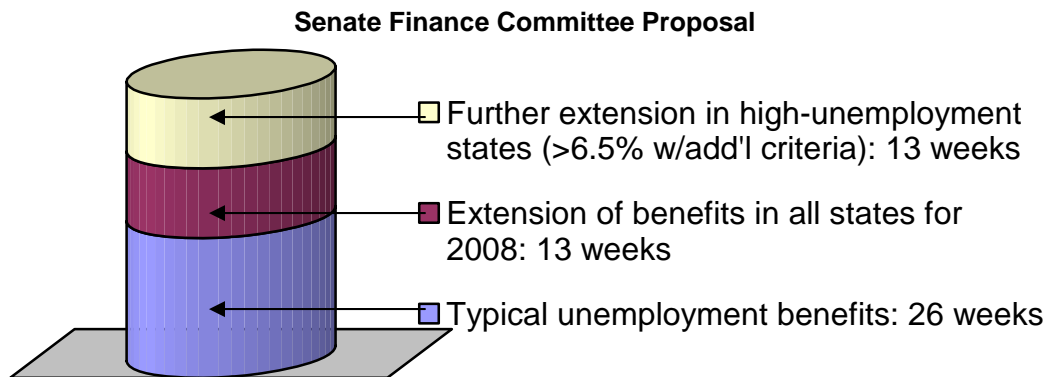 Senate Finance Committee Proposal
Further extension in high-unemployment
states (>6.5% w/add'l criteria): 13 weeks
Extension of benefits in all states for
2008: 13 weeks
Typical unemployment benefits: 26 weeks